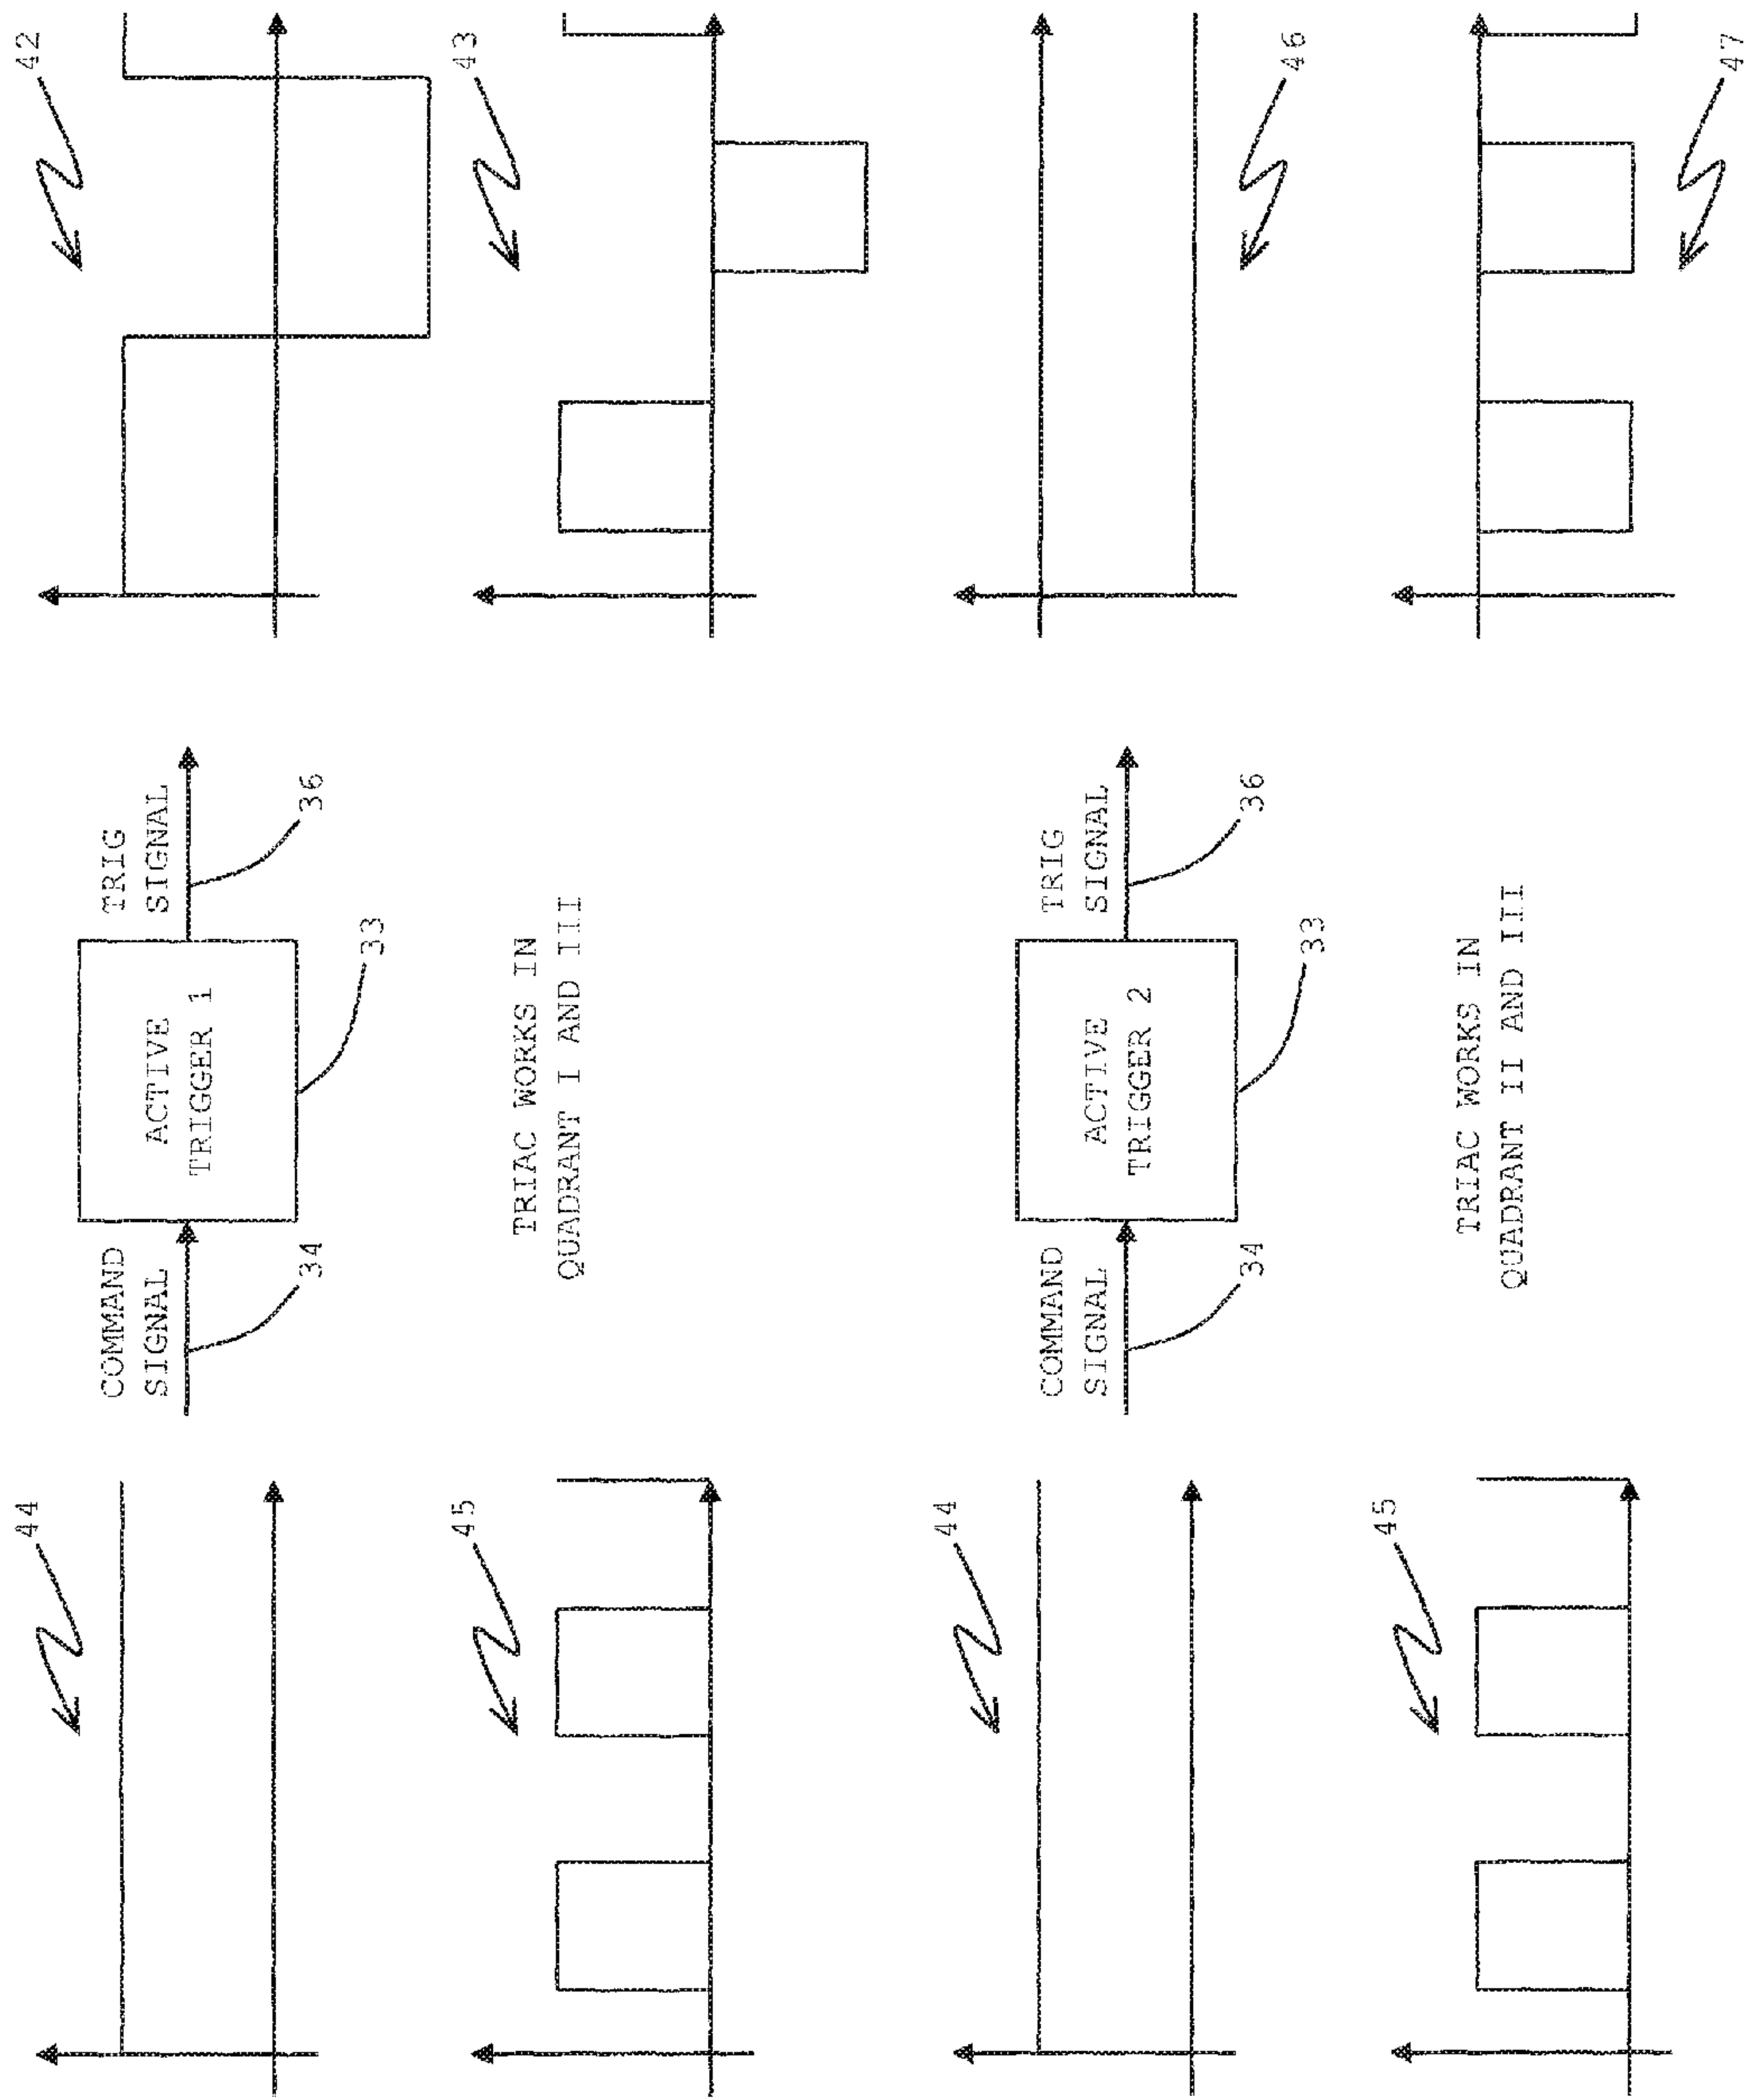 44
COMMAND
SIGNAL
34
ACTIVE
TRIGGER 1
33
TRIG
SIGNAL
36
42
45
TRIAC WORKS IN
QUADRANT I AND III
43
44
COMMAND
SIGNAL
34
ACTIVE
TRIGGER 2
33
TRIG
SIGNAL
36
46
45
TRIAC WORKS IN
QUADRANT II AND III
47